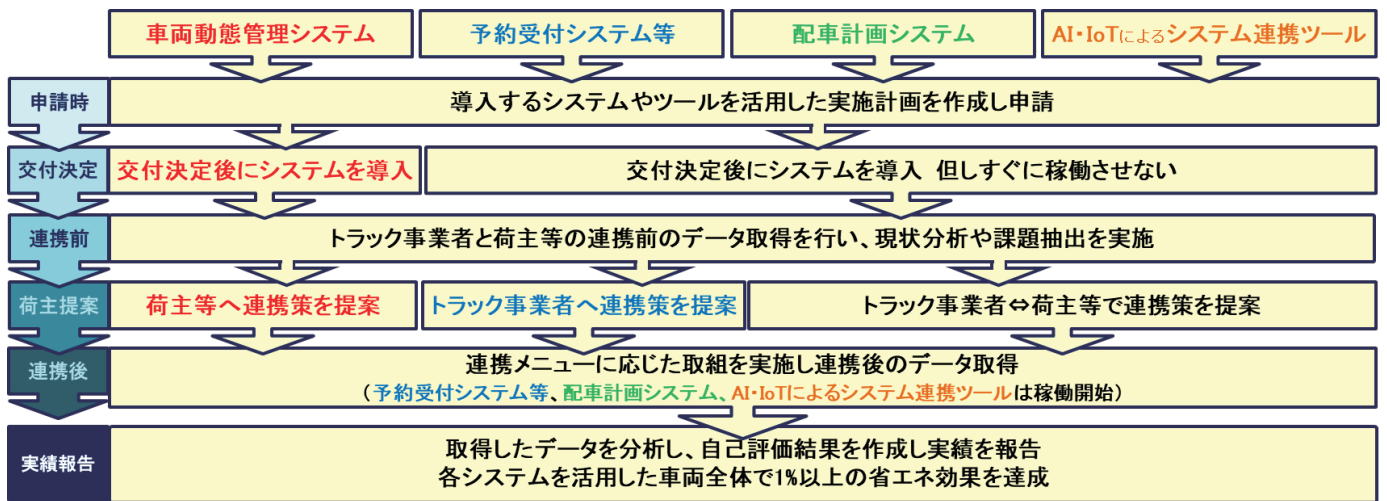 車両動態管理システム
予約受付システム等
配車計画システム
AI・IoTによるシステム連携ツール
申請時
導入するシステムやツールを活用した実施計画を作成し申請
交付決定
交付決定後にシステムを導入
交付決定後にシステムを導入 但しすぐに稼働させない
連携前
トラック事業者と荷主等の連携前のデータ取得を行い、現状分析や課題抽出を実施
荷主提案
荷主等へ連携策を提案
トラック事業者へ連携策を提案
トラック事業者⇔荷主等で連携策を提案
連携後
連携メニューに応じた取組を実施し連携後のデータ取得
（予約受付システム等、配車計画システム、AI・IoTによるシステム連携ツールは稼働開始）
実績報告
取得したデータを分析し、自己評価結果を作成し実績を報告
各システムを活用した車両全体で1%以上の省エネ効果を達成